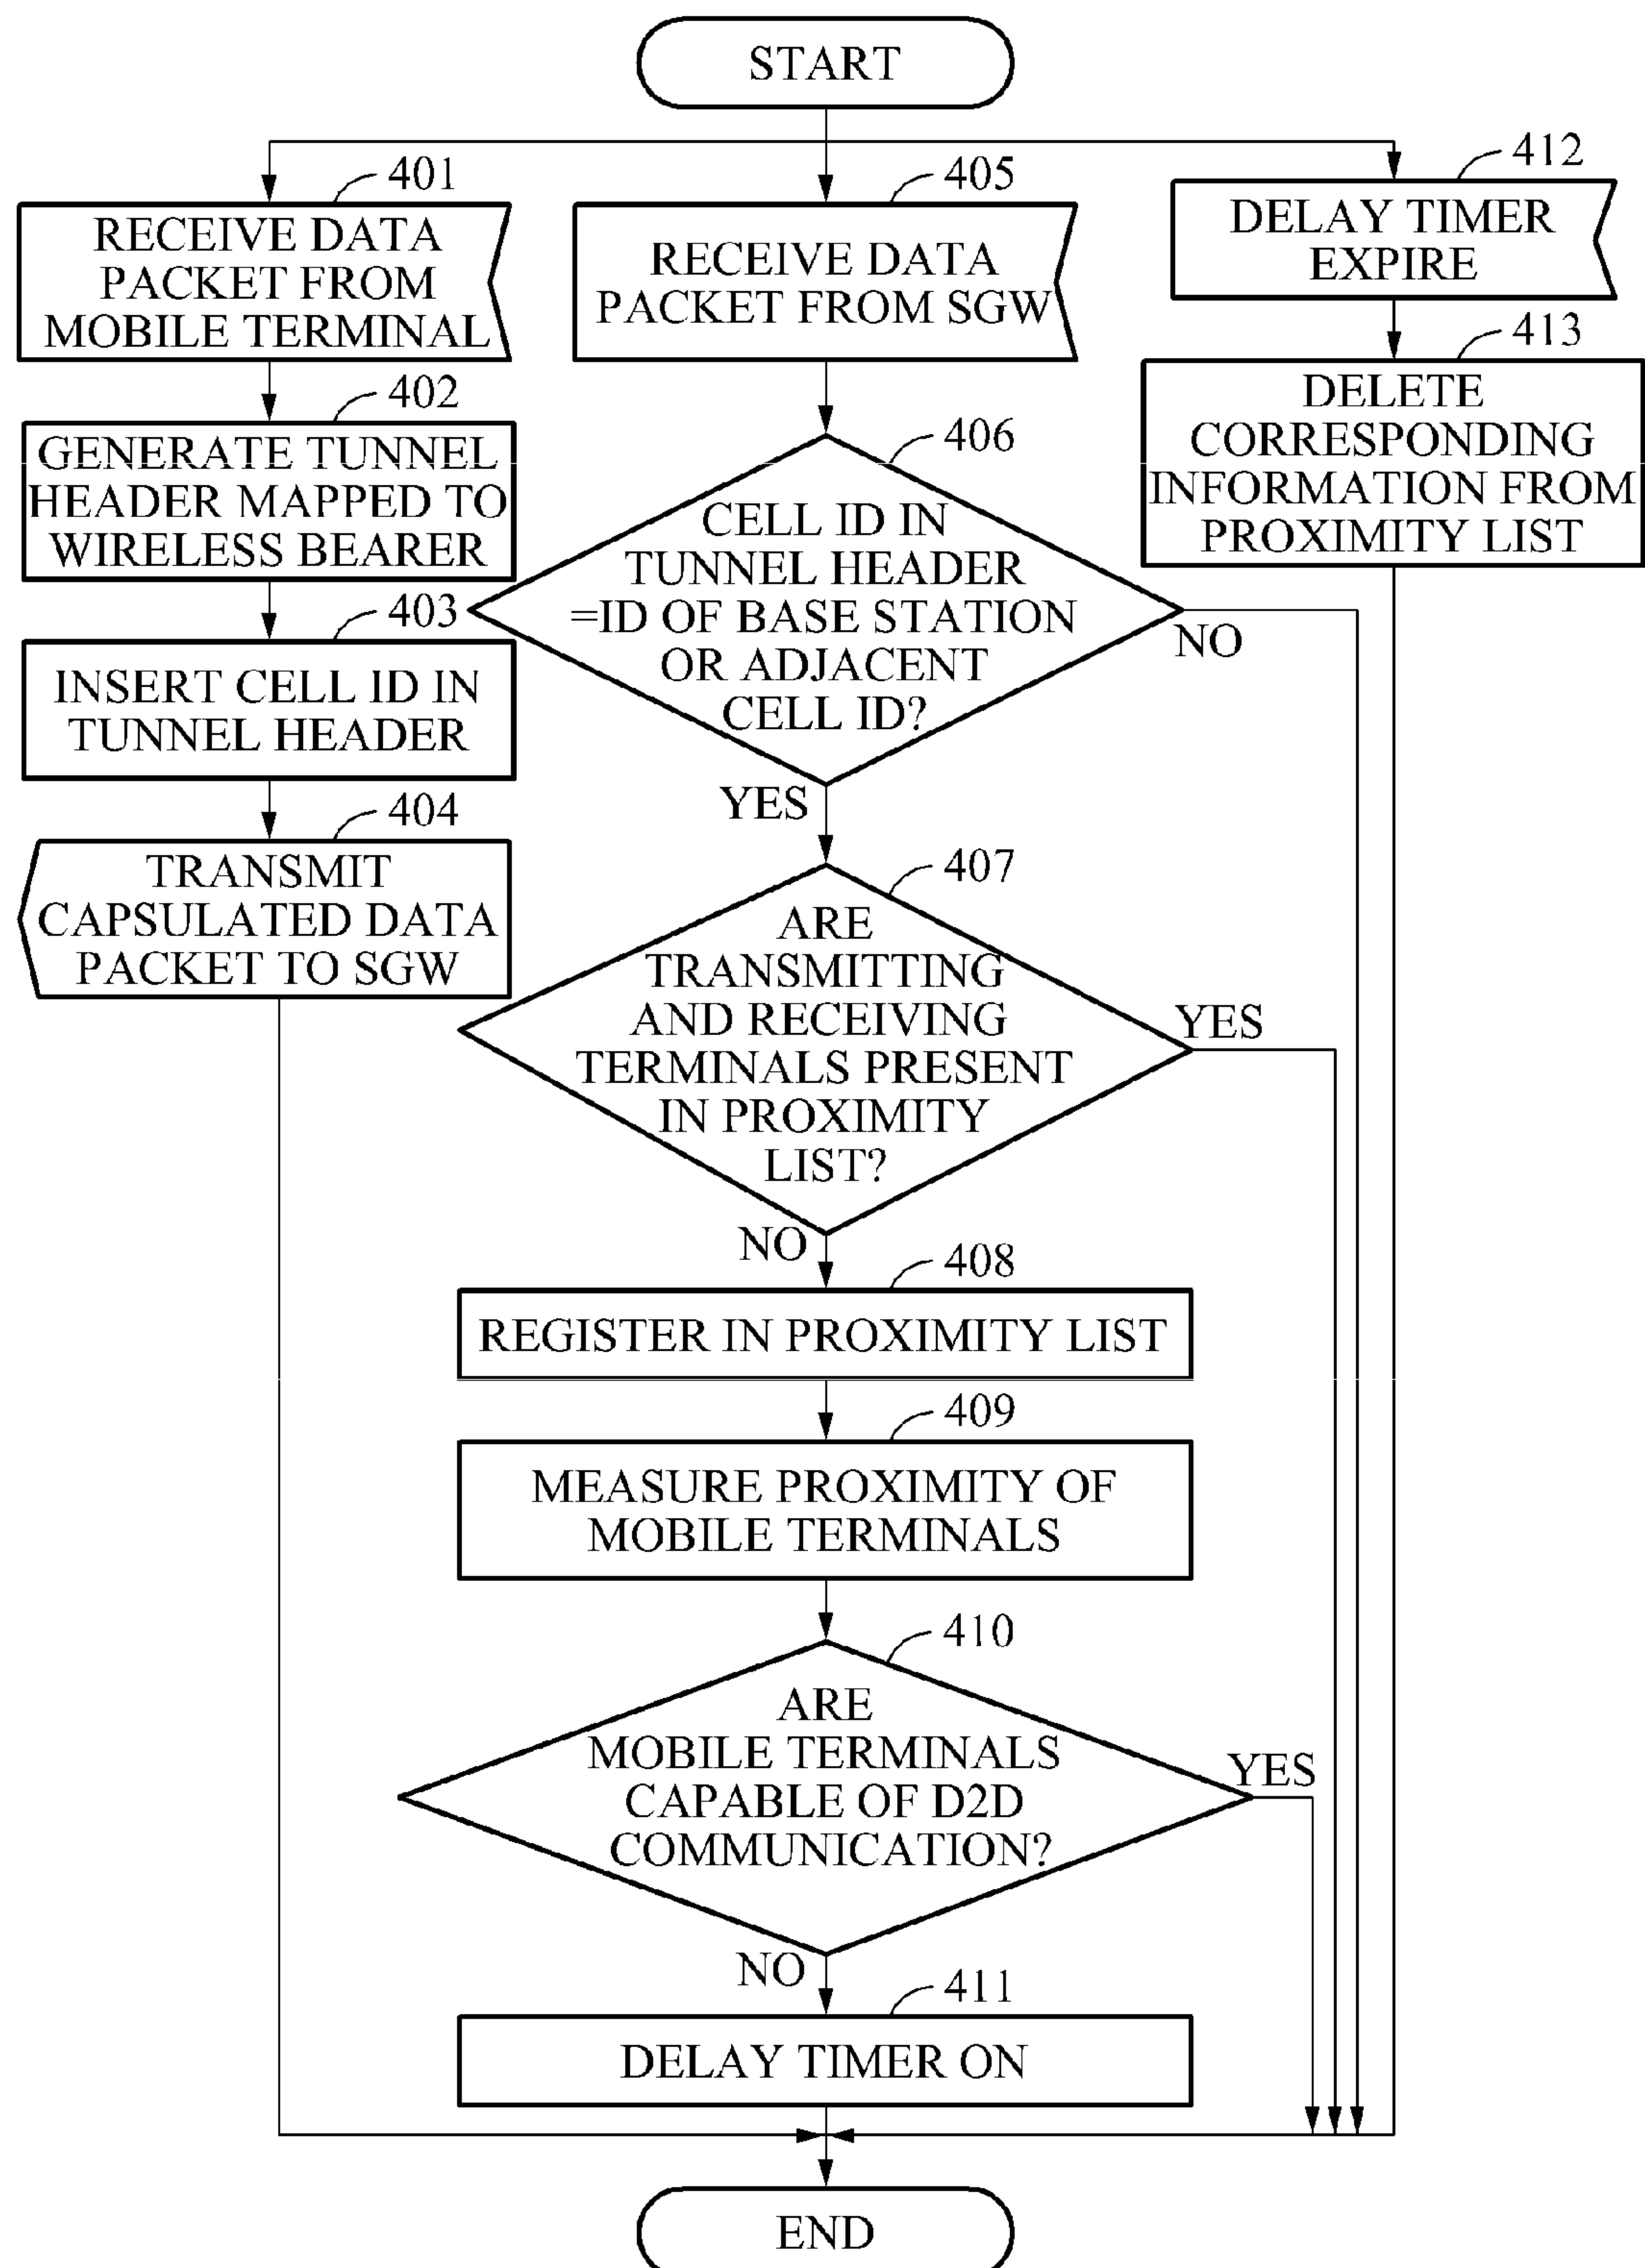 START
401
RECEIVE DATA
PACKET FROM
MOBILE TERMINAL
402
GENERATE TUNNEL
HEADER MAPPED TO
WIRELESS BEARER
403
INSERT CELL ID IN
TUNNEL HEADER
404
TRANSMIT
CAPSULATED DATA
PACKET TO SGW
405
RECEIVE DATA
PACKET FROM SGW
406
CELL ID IN
TUNNEL HEADER
=ID OF BASE STATION
OR ADJACENT
CELL ID?
NO
YES
407
ARE
TRANSMITTING
AND RECEIVING
TERMINALS PRESENT
IN PROXIMITY
LIST?
YES
NO
408
REGISTER IN PROXIMITY LIST
409
MEASURE PROXIMITY OF
MOBILE TERMINALS
410
ARE
MOBILE TERMINALS
CAPABLE OF D2D
COMMUNICATION?
YES
NO
411
DELAY TIMER ON
412
DELAY TIMER
EXPIRE
413
DELETE
CORRESPONDING
INFORMATION FROM
PROXIMITY LIST
END